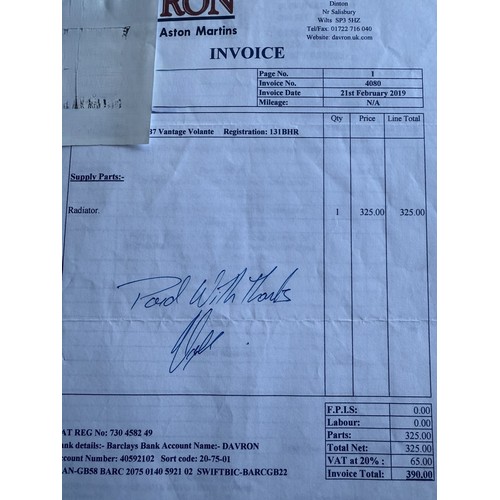 RON
Aston Martins
Dinton
Nr Salisbury
Wilts SP3 5HZ
Tel/Fax: 01722 716 040
Website: davron.uk.com
INVOICE
Page No. 1
Invoice No. 4080
Invoice Date 21st February 2019
Mileage: N/A
Qty Price Line Total
87 Vantage Volante Registration: 131BHR
Supply Parts:-
Radiator. 1 325.00 325.00
Paid With thanks
F.P.I.S: 0.00
Labour: 0.00
Parts: 325.00
Total Net: 325.00
VAT at 20% : 65.00
Invoice Total: 390.00
AT REG No: 730 4582 49
nk details:- Barclays Bank Account Name:- DAVRON
count Number: 40592102 Sort code: 20-75-01
AN-GB58 BARC 2075 0140 5921 02 SWIFTBIC-BARCGB22